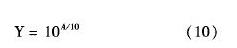 Y = 10^{A/10} (10)